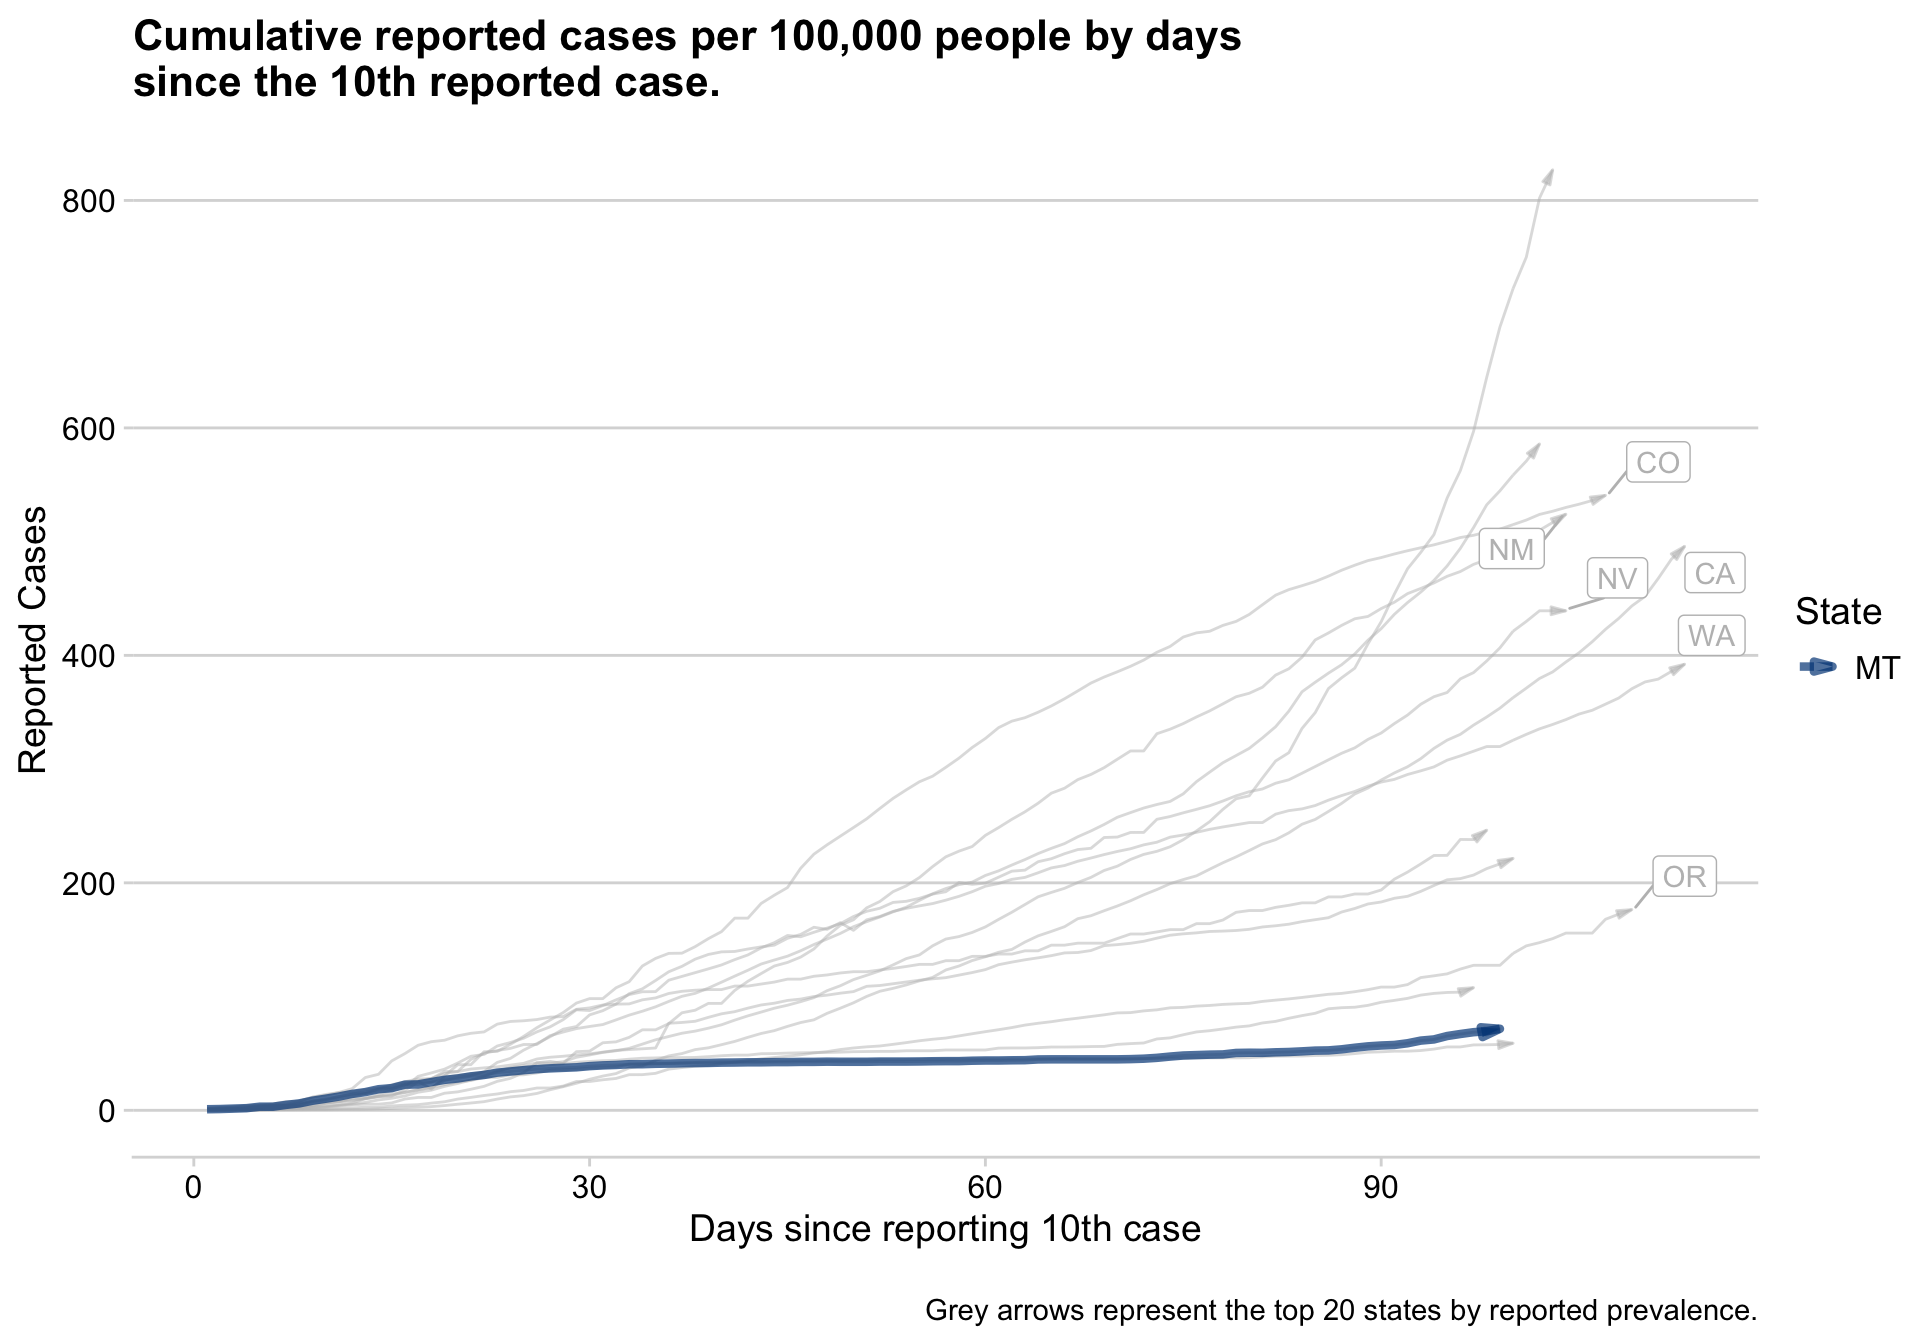 Cumulative reported cases per 100,000 people by days
since the 10th reported case.
800
600
400
200
0
Reported Cases
CO
NM
NV
CA
WA
OR
State
MT
0
30
60
90
Days since reporting 10th case
Grey arrows represent the top 20 states by reported prevalence.